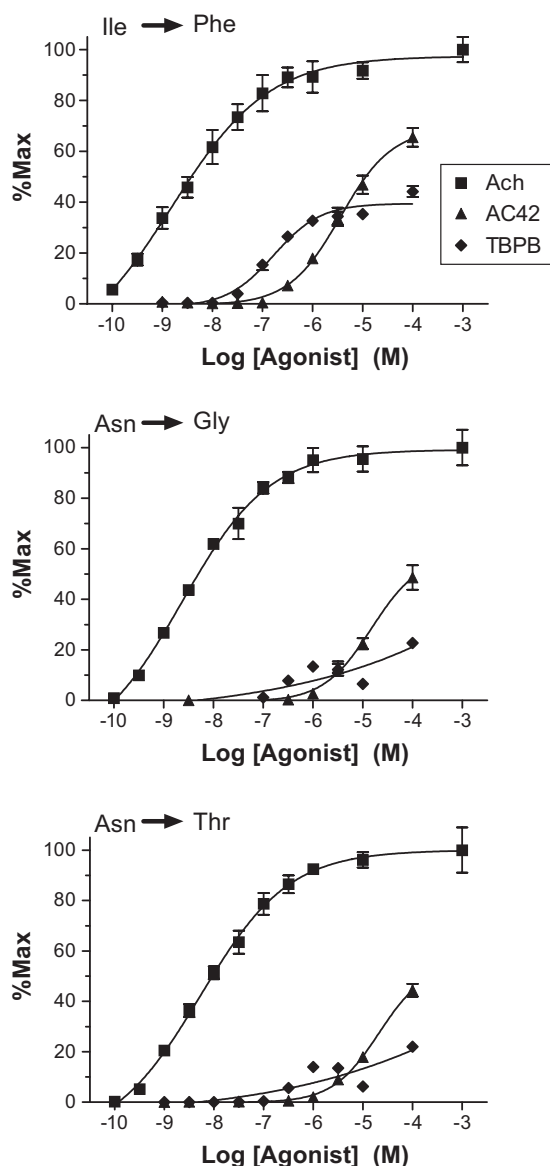 Ile → Phe
%Max
100
80
60
40
20
0
-10 -9 -8 -7 -6 -5 -4 -3
Log [Agonist] (M)
Ach
AC42
TBPB
Asn → Gly
%Max
100
80
60
40
20
0
-10 -9 -8 -7 -6 -5 -4 -3
Log [Agonist] (M)
Asn → Thr
%Max
100
80
60
40
20
0
-10 -9 -8 -7 -6 -5 -4 -3
Log [Agonist] (M)